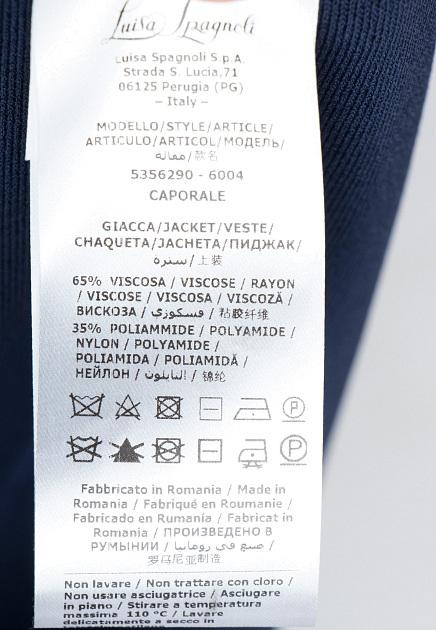 Luisa Spagnoli
Luisa Spagnoli S.p.A.
Strada S. Lucia,71
06125 Perugia (PG)
– Italy –
MODELLO/STYLE/ARTICLE/
ARTICULO/ARTICOL/МОДЕЛЬ/
مقاله/款名
5356290 - 6004
CAPORALE
GIACCA/JACKET/VESTE/
CHAQUETA/JACHETA/ПИДЖАК/
سترة/上装
65% VISCOSA / VISCOSE / RAYON
/ VISCOSE / VISCOSA / VISCOZĂ /
ВИСКОЗА / فسكوزي / 粘胶纤维
35% POLIAMMIDE / POLYAMIDE /
NYLON / POLYAMIDE /
POLIAMIDA / POLIAMIDĂ /
НЕЙЛОН / النايلون / 锦纶
P
P
Fabbricato in Romania / Made in
Romania / Fabriqué en Roumanie /
Fabricado en Rumanía / Fabricat in
Romania / ПРОИЗВЕДЕНО В
РУМЫНИИ / صنع في رومانيا /
罗马尼亚制造
Non lavare / Non trattare con cloro /
Non usare asciugatrice / Asciugare
in piano / Stirare a temperatura
massima 110 °C / Lavare
delicatamente a secco in